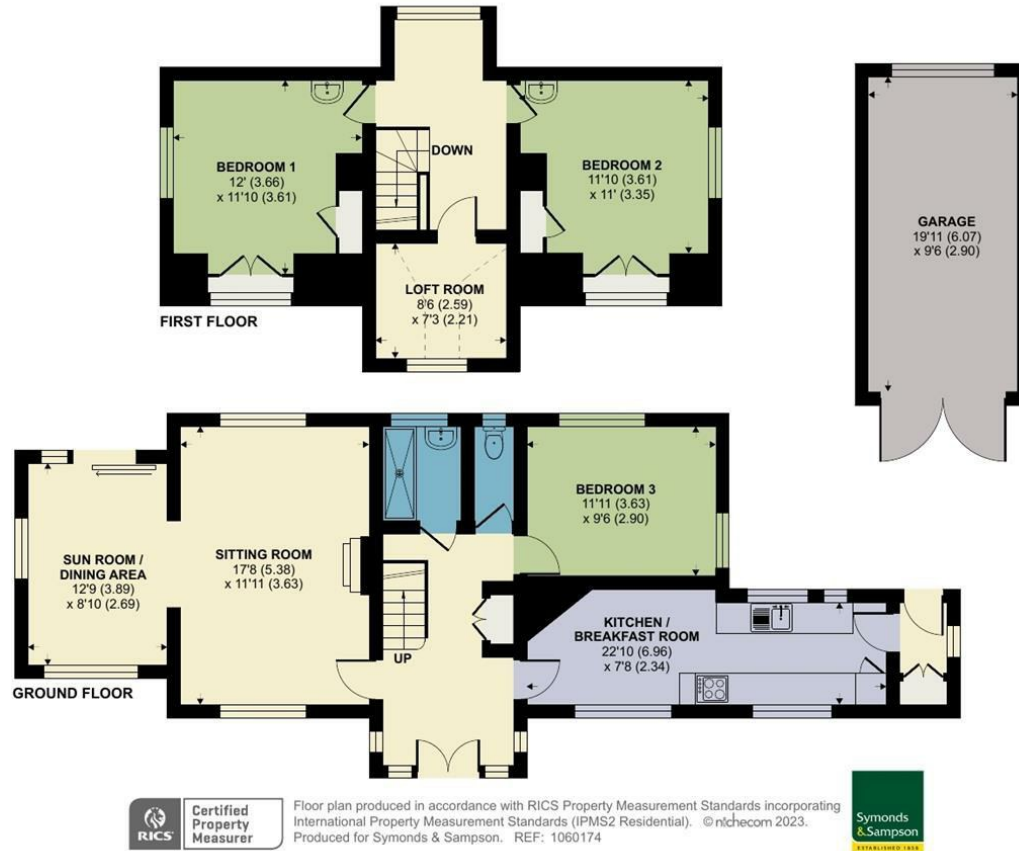 DOWN
BEDROOM 1
12' (3.66)
x 11'10 (3.61)
BEDROOM 2
11'10 (3.61)
x 11' (3.35)
GARAGE
19'11 (6.07)
x 9'6 (2.90)
LOFT ROOM
8'6 (2.59)
x 7'3 (2.21)
FIRST FLOOR
BEDROOM 3
11'11 (3.63)
x 9'6 (2.90)
SITTING ROOM
17'8 (5.38)
x 11'11 (3.63)
SUN ROOM /
DINING AREA
12'9 (3.89)
x 8'10 (2.69)
KITCHEN /
BREAKFAST ROOM
22'10 (6.96)
x 7'8 (2.34)
UP
GROUND FLOOR
RICS
Certified
Property
Measurer
Floor plan produced in accordance with RICS Property Measurement Standards incorporating
International Property Measurement Standards (IPMS2 Residential). © nichecom 2023.
Produced for Symonds & Sampson. REF: 1060174
Symonds
&Sampson
ESTABLISHED 1858